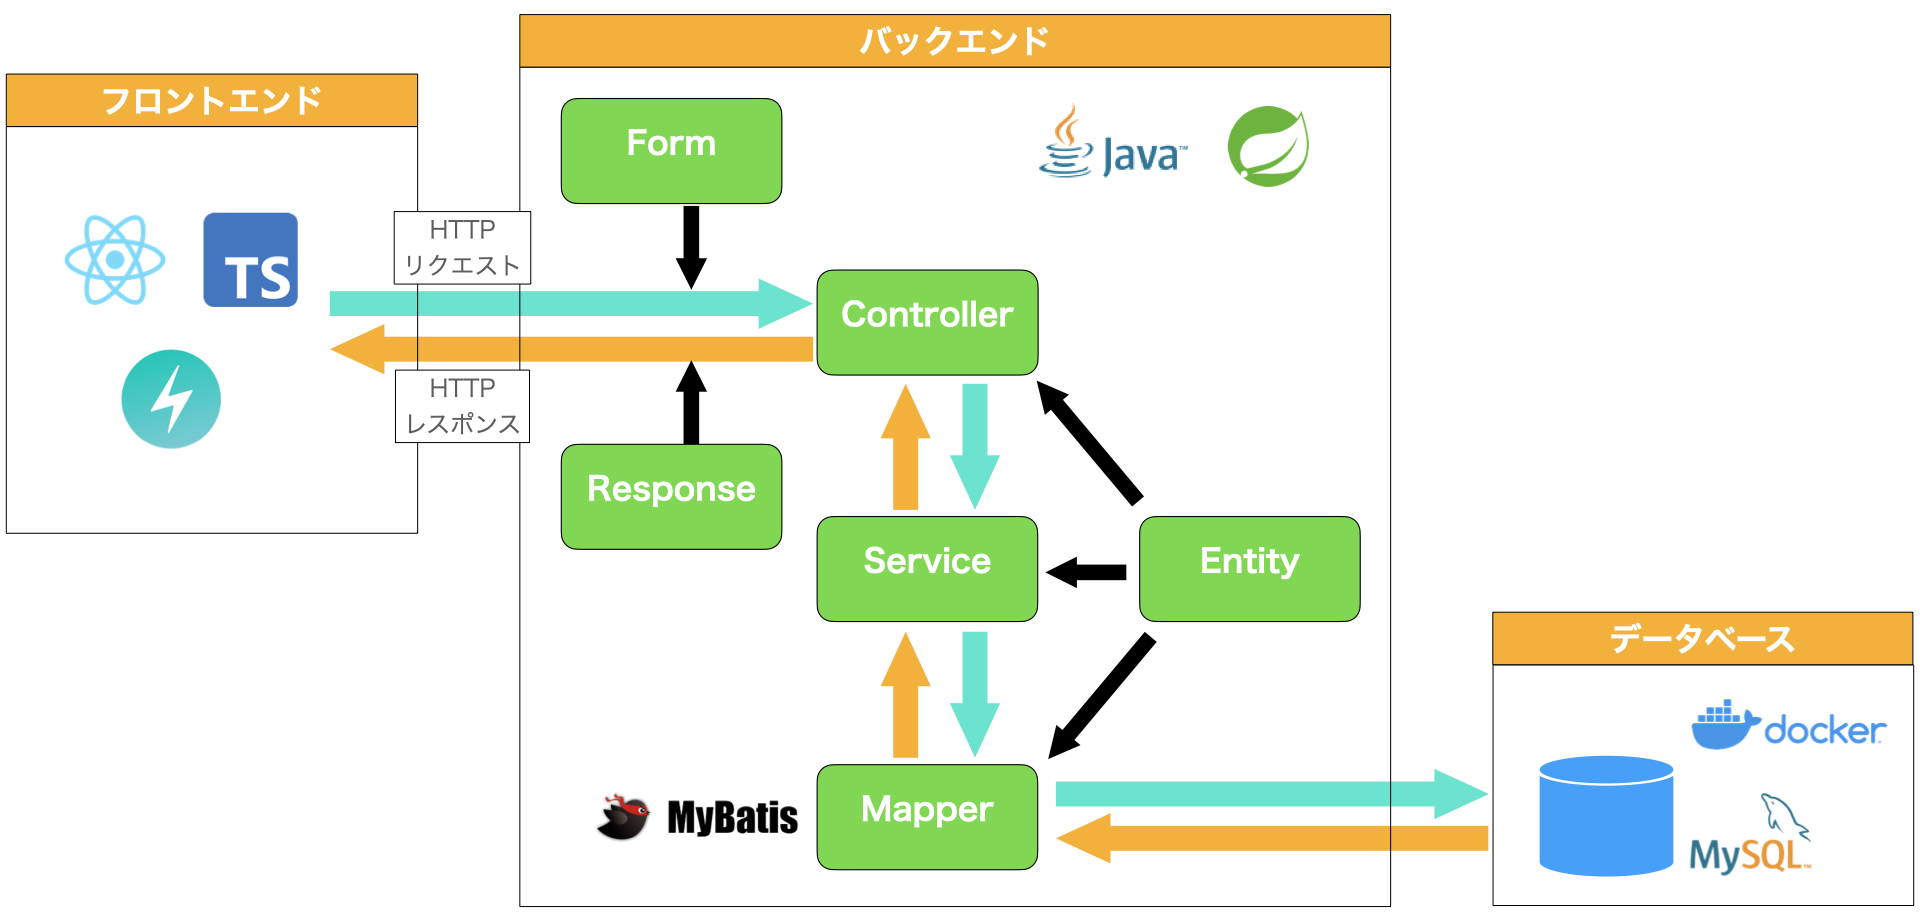 バックエンド
フロントエンド
Form
Java™
HTTP
リクエスト
TS
Controller
HTTP
レスポンス
Response
Service
Entity
データベース
docker
MyBatis
Mapper
MySQL™